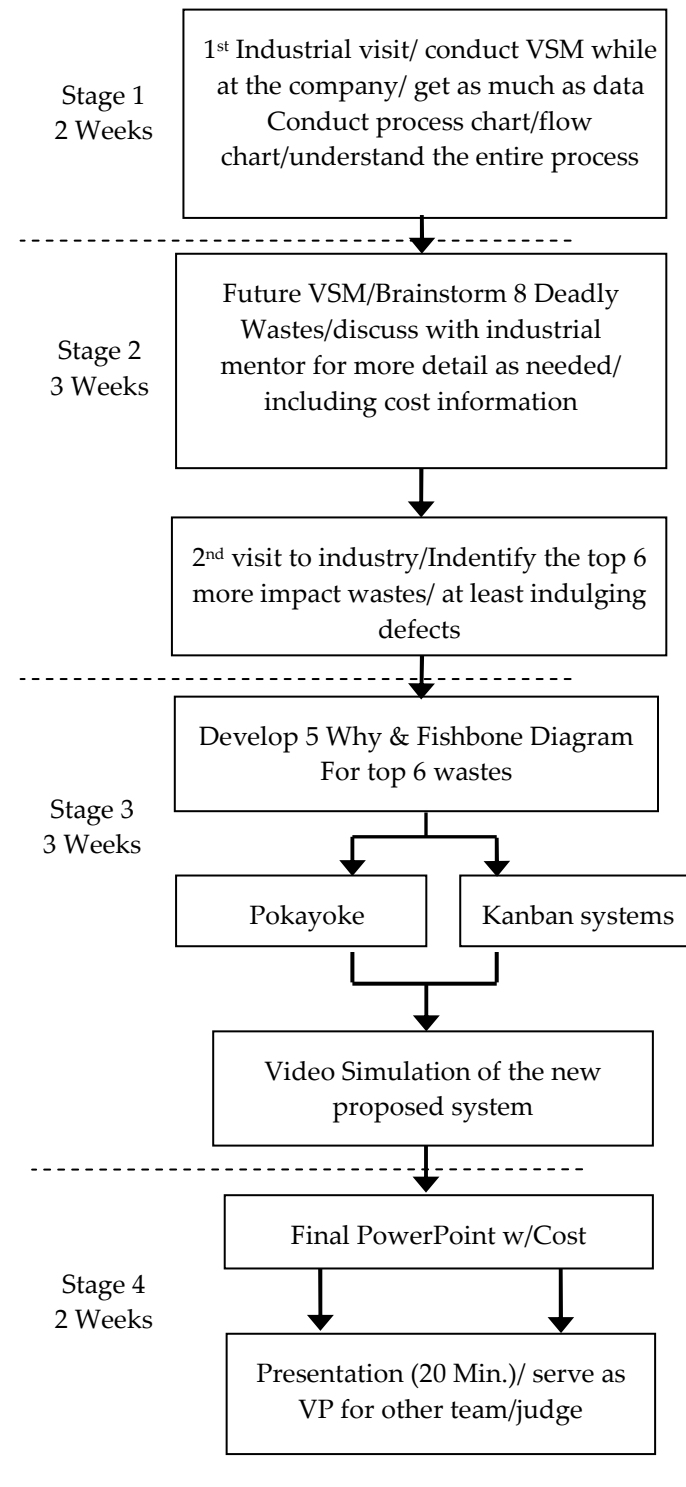 1st Industrial visit/ conduct VSM while
at the company/ get as much as data
Conduct process chart/flow
chart/understand the entire process
Stage 1
2 Weeks
Future VSM/Brainstorm 8 Deadly
Wastes/discuss with industrial
mentor for more detail as needed/
including cost information
Stage 2
3 Weeks
2nd visit to industry/Indentify the top 6
more impact wastes/ at least indulging
defects
Develop 5 Why & Fishbone Diagram
For top 6 wastes
Stage 3
3 Weeks
Pokayoke
Kanban systems
Video Simulation of the new
proposed system
Final PowerPoint w/Cost
Stage 4
2 Weeks
Presentation (20 Min.)/ serve as
VP for other team/judge